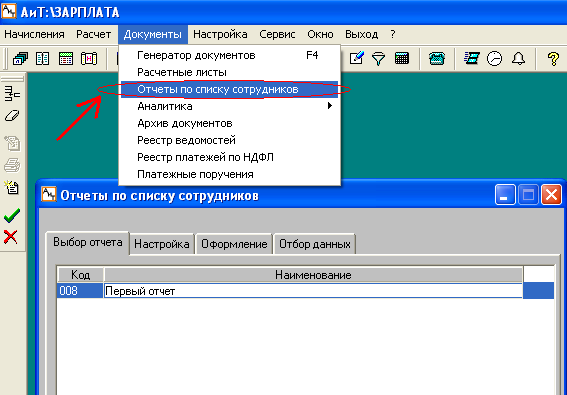 АиТ:\ЗАРПЛАТА
Начисления Расчет Документы Настройка Сервис Окно Выход ?
Генератор документов F4
Расчетные листы
Отчеты по списку сотрудников
Аналитика
Архив документов
Реестр ведомостей
Реестр платежей по НДФЛ
Платежные поручения
Отчеты по списку сотрудников
Выбор отчета Настройка Оформление Отбор данных
Код Наименование
008 Первый отчет